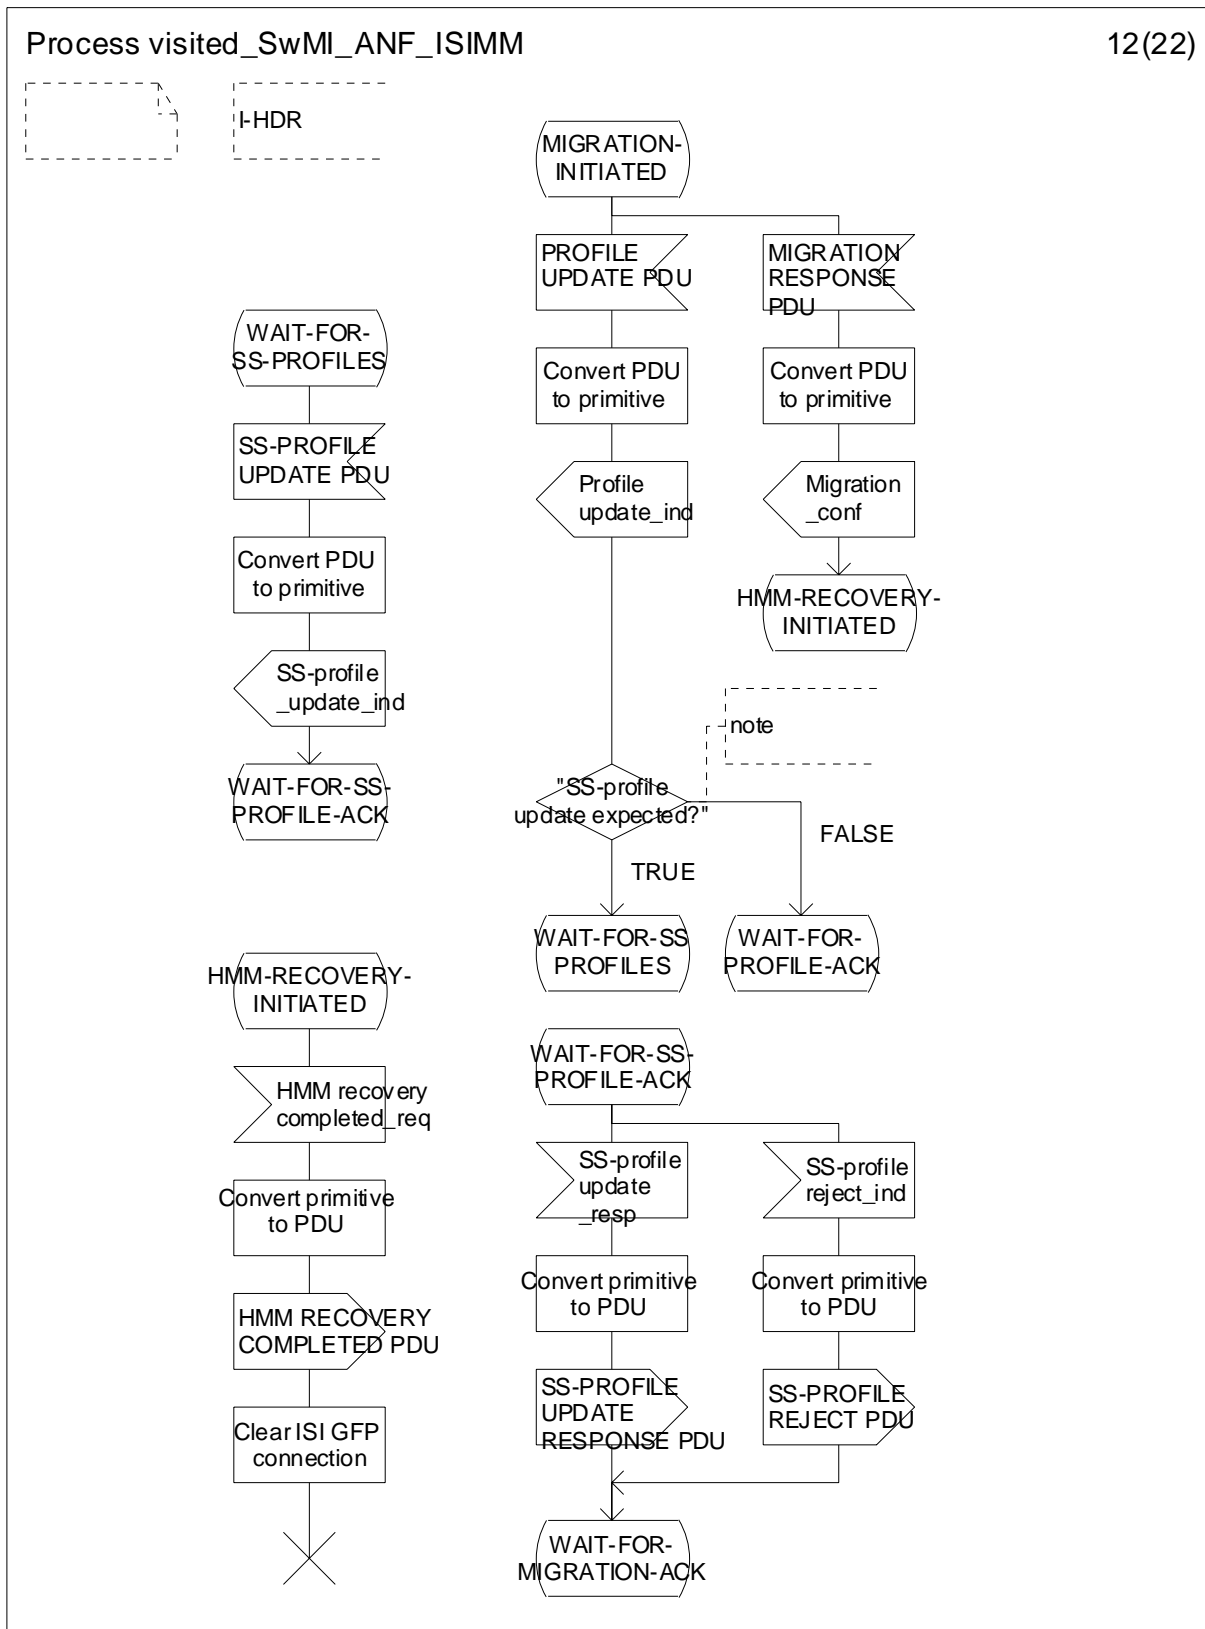 Process visited_SwMI_ANF_ISIMM
12(22)
I-HDR
MIGRATION-
INITIATED
PROFILE
UPDATE PDU
MIGRATION
RESPONSE
PDU
WAIT-FOR-
SS-PROFILES
Convert PDU
to primitive
Convert PDU
to primitive
SS-PROFILE
UPDATE PDU
Profile
update_ind
Migration
_conf
Convert PDU
to primitive
HMM-RECOVERY-
INITIATED
SS-profile
_update_ind
note
WAIT-FOR-SS-
PROFILE-ACK
"SS-profile
update expected?"
FALSE
TRUE
WAIT-FOR-SS
PROFILES
WAIT-FOR-
PROFILE-ACK
HMM-RECOVERY-
INITIATED
WAIT-FOR-SS-
PROFILE-ACK
HMM recovery
completed_req
SS-profile
update
_resp
SS-profile
reject_ind
Convert primitive
to PDU
Convert primitive
to PDU
Convert primitive
to PDU
HMM RECOVERY
COMPLETED PDU
SS-PROFILE
UPDATE
RESPONSE PDU
SS-PROFILE
REJECT PDU
Clear ISI GFP
connection
WAIT-FOR-
MIGRATION-ACK